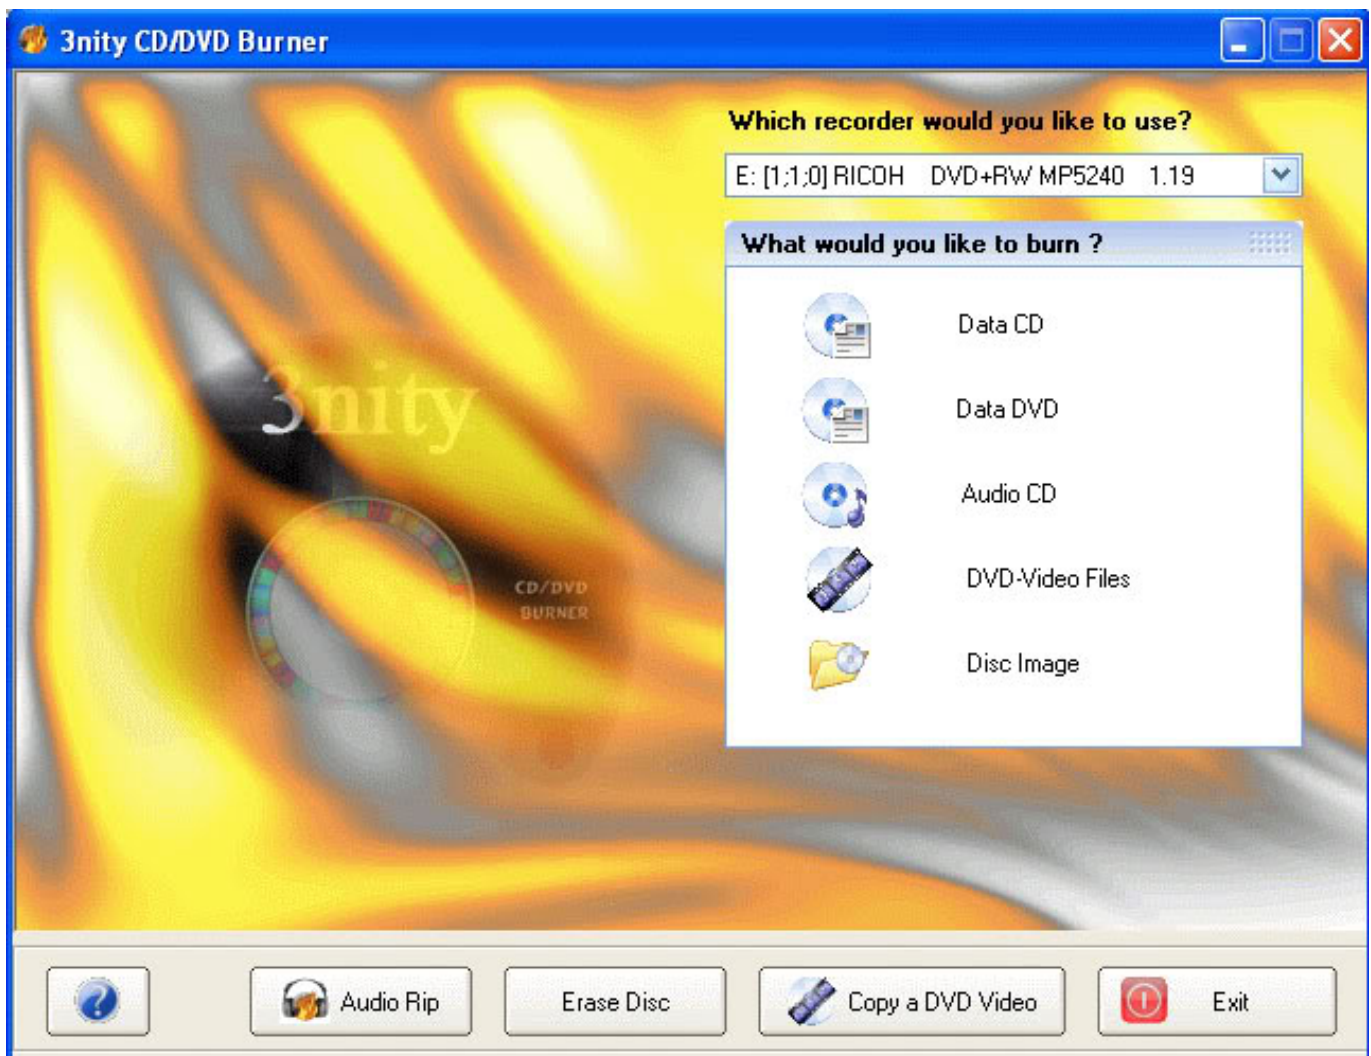 3nity CD/DVD Burner
Which recorder would you like to use?
E: [1;1;0] RICOH DVD+RW MP5240 1.19
What would you like to burn ?
Data CD
Data DVD
Audio CD
DVD-Video Files
Disc Image
3nity
CD/DVD
BURNER
Audio Rip
Erase Disc
Copy a DVD Video
Exit